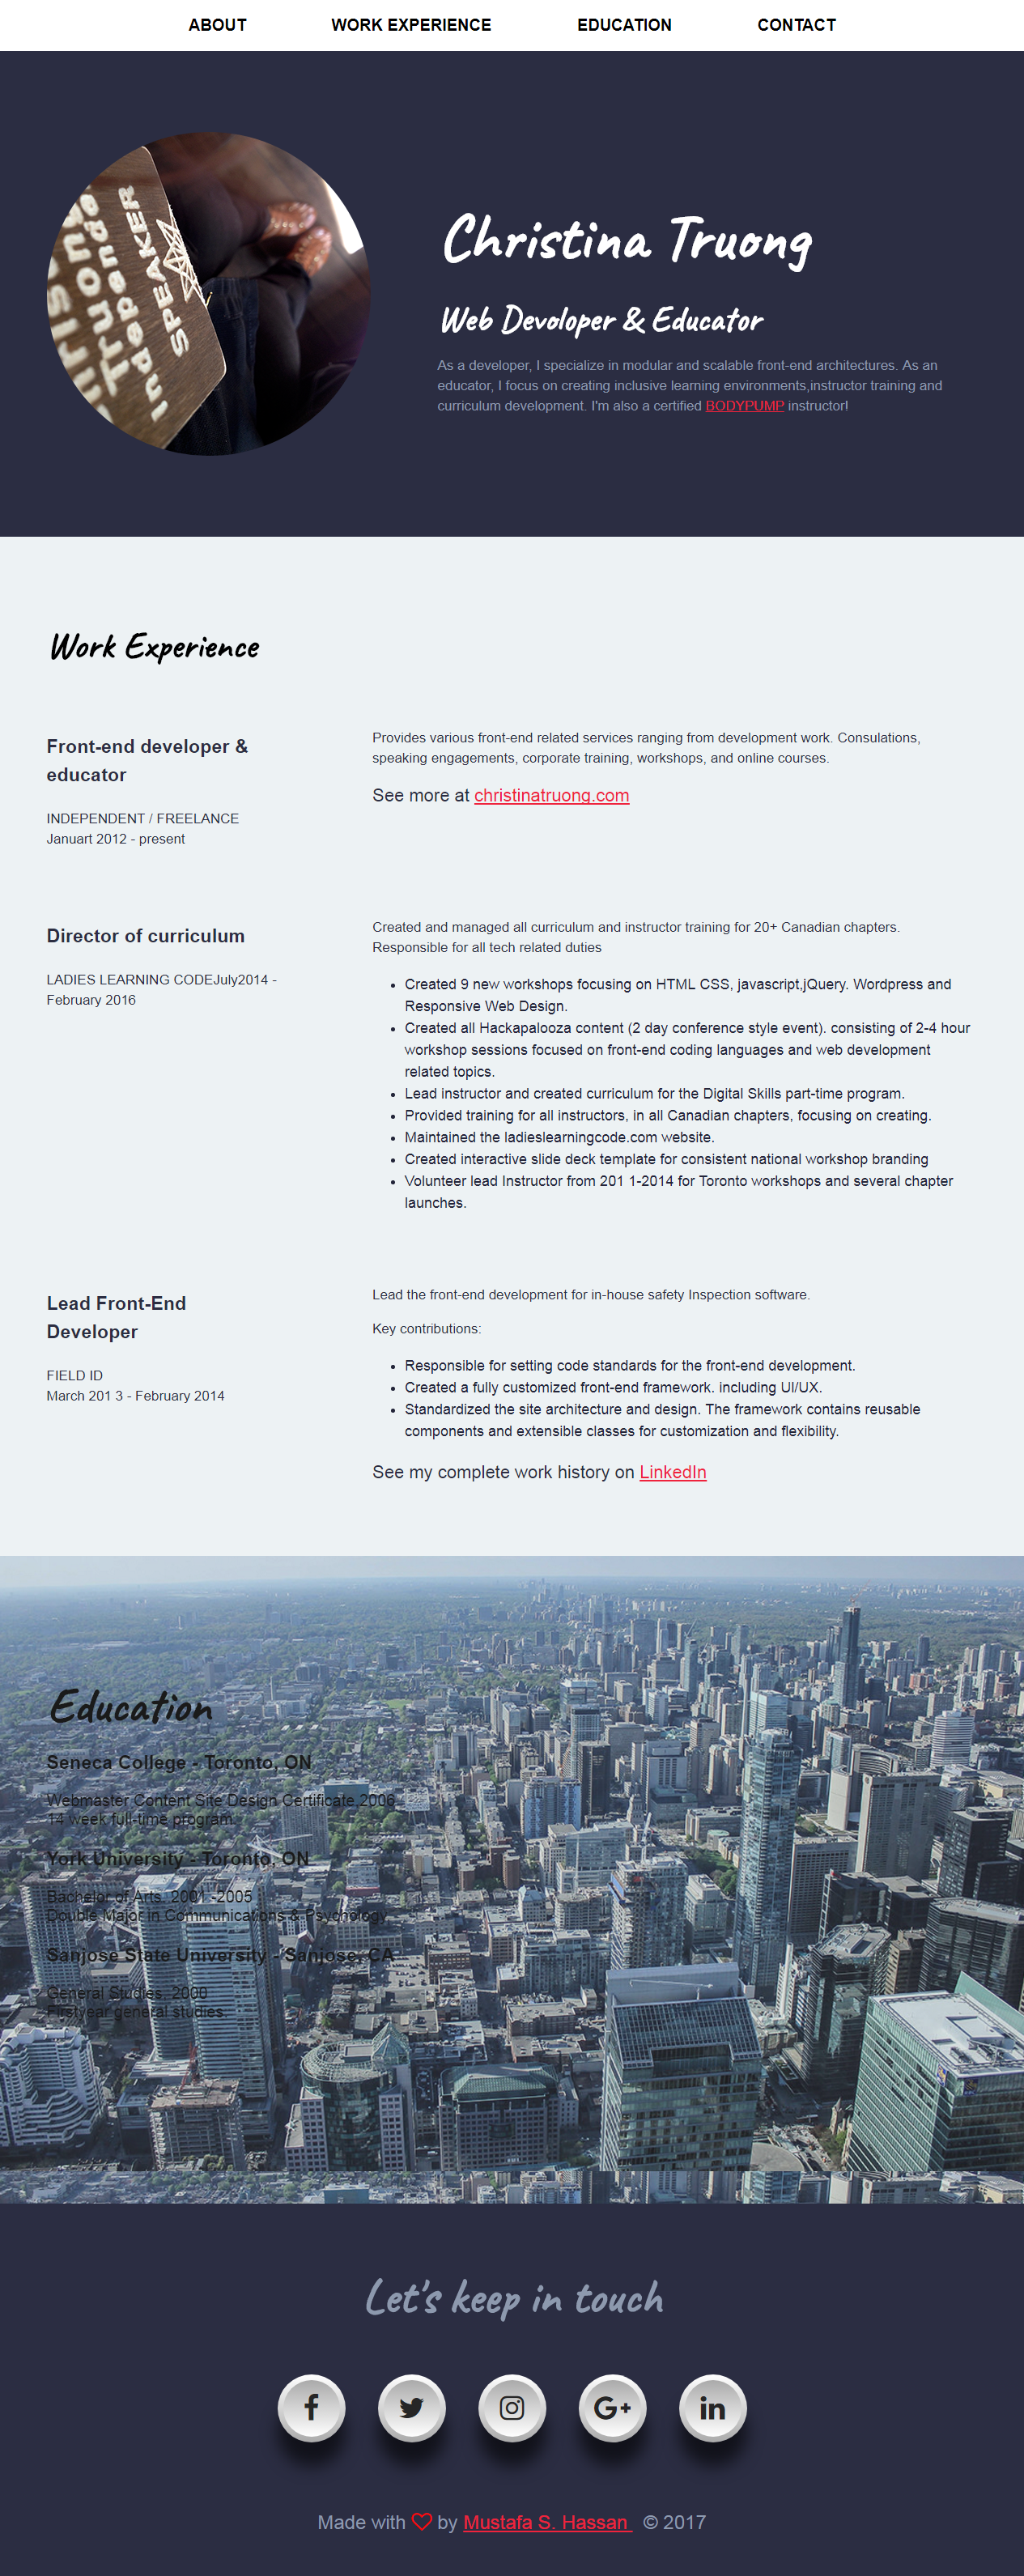 ABOUT WORK EXPERIENCE EDUCATION CONTACT
Truong
Independe
SPEAKER
Christina Truong
Web Devoloper & Educator
As a developer, I specialize in modular and scalable front-end architectures. As an
educator, I focus on creating inclusive learning environments,instructor training and
curriculum development. I'm also a certified BODYPUMP instructor!
Work Experience
Front-end developer &
educator
INDEPENDENT / FREELANCE
Januart 2012 - present
Provides various front-end related services ranging from development work. Consulations,
speaking engagements, corporate training, workshops, and online courses.
See more at christinatruong.com
Director of curriculum
LADIES LEARNING CODEJuly2014 -
February 2016
Created and managed all curriculum and instructor training for 20+ Canadian chapters.
Responsible for all tech related duties
• Created 9 new workshops focusing on HTML CSS, javascript,jQuery. Wordpress and
Responsive Web Design.
• Created all Hackapalooza content (2 day conference style event). consisting of 2-4 hour
workshop sessions focused on front-end coding languages and web development
related topics.
• Lead instructor and created curriculum for the Digital Skills part-time program.
• Provided training for all instructors, in all Canadian chapters, focusing on creating.
• Maintained the ladieslearningcode.com website.
• Created interactive slide deck template for consistent national workshop branding
• Volunteer lead Instructor from 201 1-2014 for Toronto workshops and several chapter
launches.
Lead Front-End
Developer
FIELD ID
March 201 3 - February 2014
Lead the front-end development for in-house safety Inspection software.
Key contributions:
• Responsible for setting code standards for the front-end development.
• Created a fully customized front-end framework. including UI/UX.
• Standardized the site architecture and design. The framework contains reusable
components and extensible classes for customization and flexibility.
See my complete work history on LinkedIn
Education
Seneca College - Toronto, ON
Webmaster Content Site Design Certificate,2006
14 week full-time program.
York University - Toronto, ON
Bachelor of Arts, 2001 -2005
Double Major in Communications & Psychology
Sanjose State University - Sanjose, CA
General Studies, 2000
Firstyear general studies.
Let's keep in touch
Made with by Mustafa S. Hassan © 2017